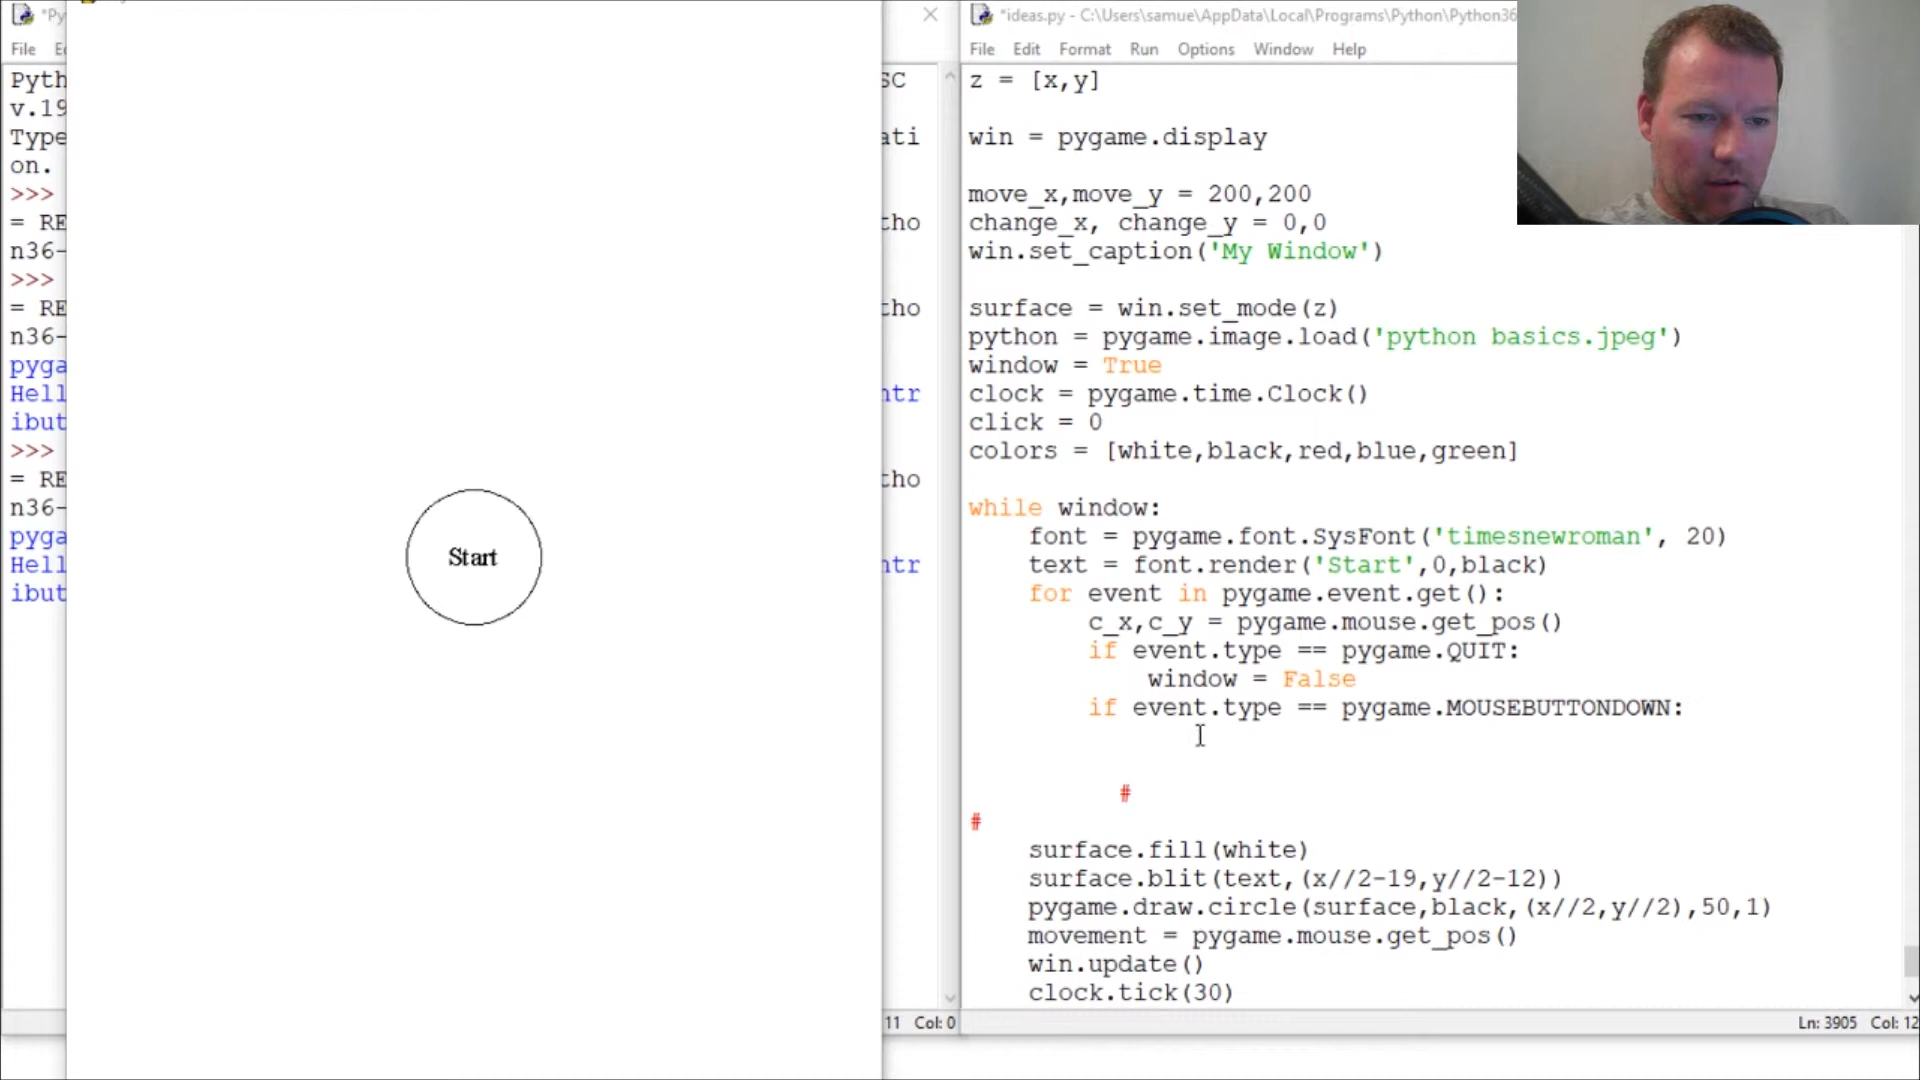 *Py
File
Pyth
v.19
Type
on.
>>>
= RE
n36-
>>>
= RE
n36-
pyga
Hell
ibut
>>>
= RE
n36-
pyga
Hell
ibut
SC
ati
tho
tho
ntr
tho
ntr
Start
11 Col: 0
*ideas.py - C:\Users\samue\AppData\Local\Programs\Python\Python36
File Edit Format Run Options Window Help
z = [x,y]
win = pygame.display
move_x,move_y = 200,200
change_x, change_y = 0,0
win.set_caption('My Window')
surface = win.set_mode(z)
python = pygame.image.load('python basics.jpeg')
window = True
clock = pygame.time.Clock()
click = 0
colors = [white,black,red,blue,green]
while window:
font = pygame.font.SysFont('timesnewroman', 20)
text = font.render('Start',0,black)
for event in pygame.event.get():
c_x,c_y = pygame.mouse.get_pos()
if event.type == pygame.QUIT:
window = False
if event.type == pygame.MOUSEBUTTONDOWN:
#
#
surface.fill(white)
surface.blit(text,(x//2-19,y//2-12))
pygame.draw.circle(surface,black,(x//2,y//2),50,1)
movement = pygame.mouse.get_pos()
win.update()
clock.tick(30)
Ln: 3905 Col: 12